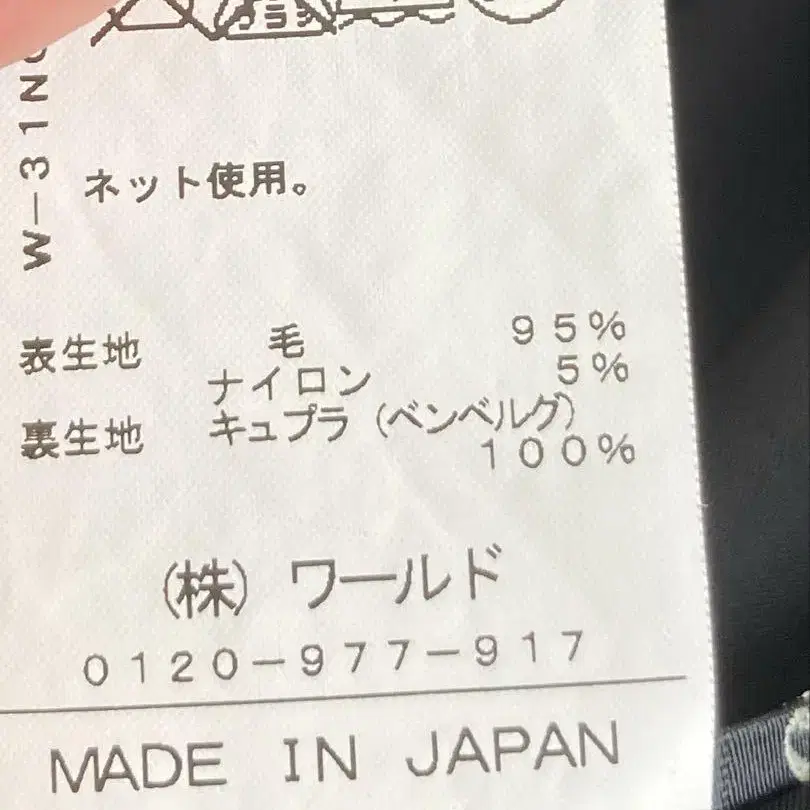 ネット使用。
表生地 毛 95%
ナイロン 5%
裏生地 キュプラ(ベンベルグ)
100%
(株) ワールド
0120-977-917
MADE IN JAPAN
W-31N